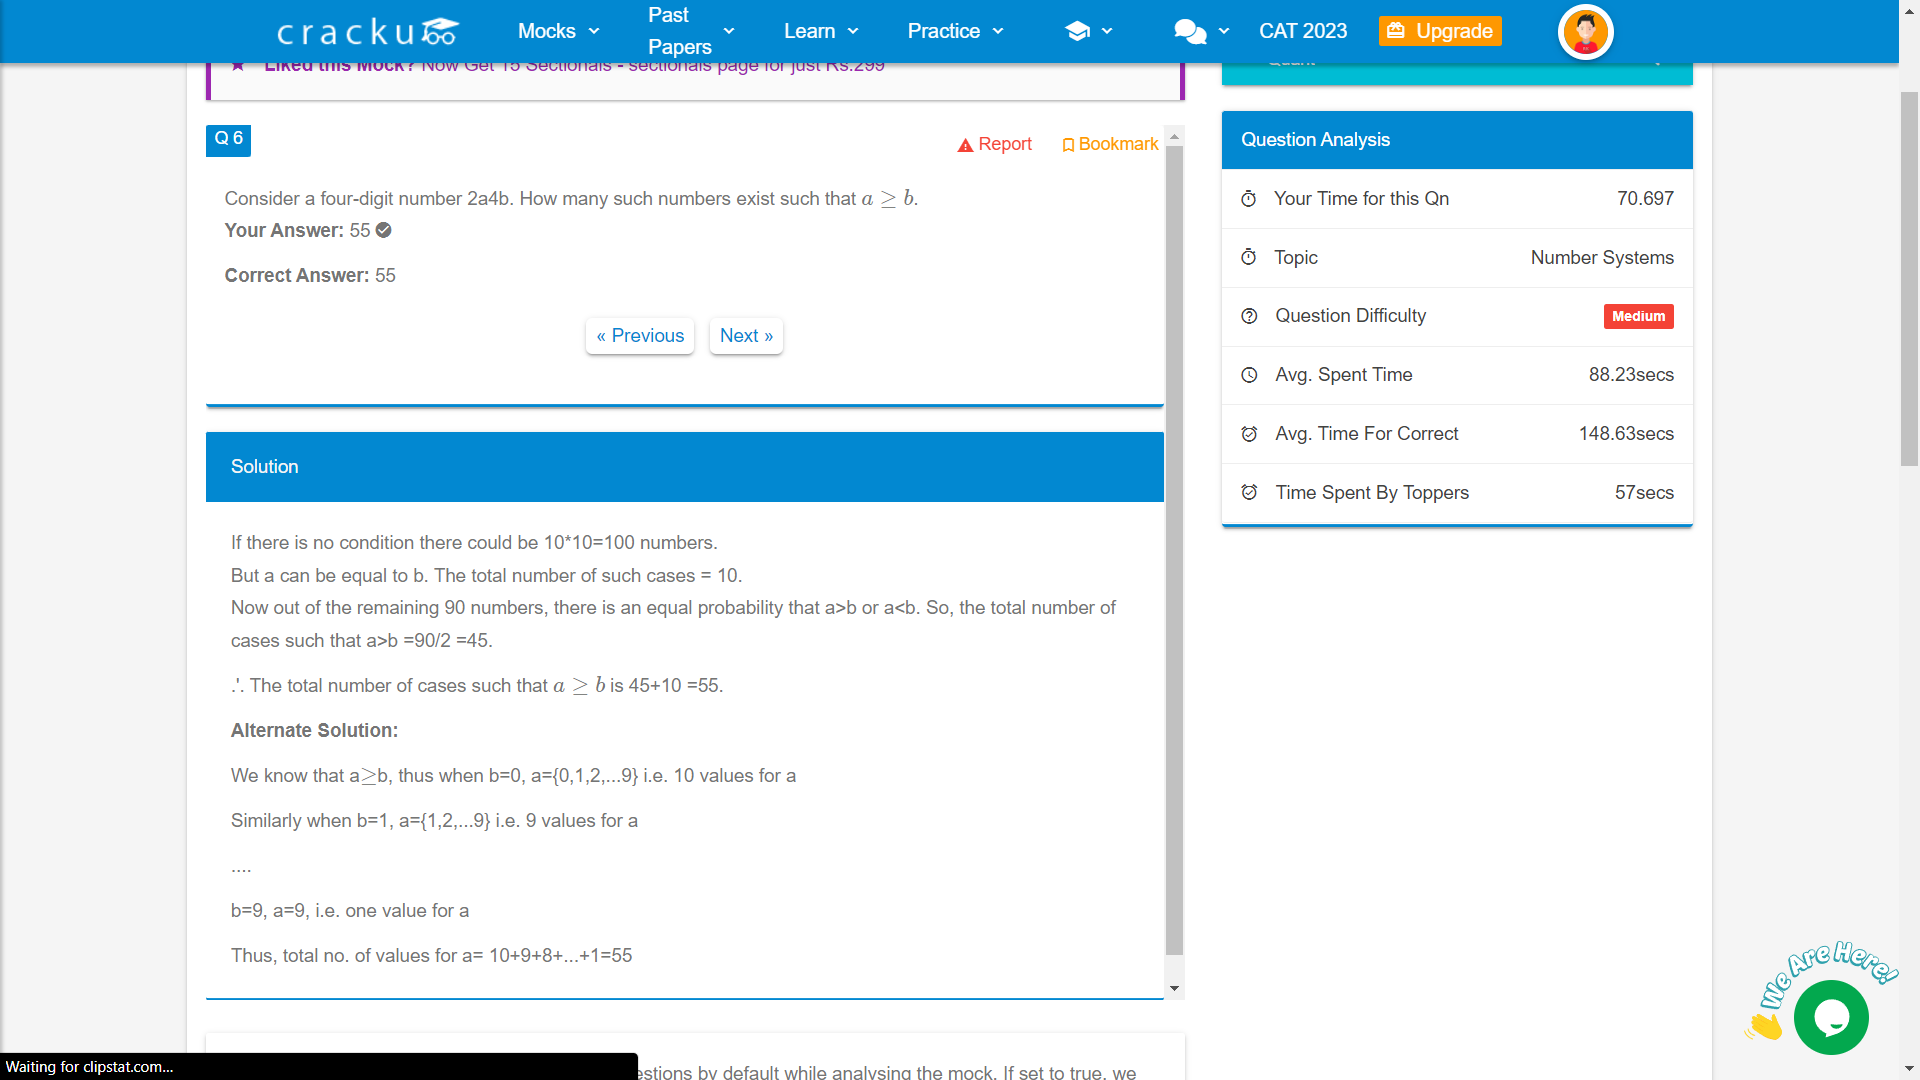 cracku
Mocks
Past
Papers
Learn
Practice
CAT 2023
Upgrade
Liked this Mock? Now Get 15 Sectionals - sectionals page for just Rs.299
Quant
Q 6
Report
Bookmark
Consider a four-digit number 2a4b. How many such numbers exist such that a ≥ b.
Your Answer: 55
Correct Answer: 55
« Previous
Next »
Solution
If there is no condition there could be 10*10=100 numbers.
But a can be equal to b. The total number of such cases = 10.
Now out of the remaining 90 numbers, there is an equal probability that a>b or a<b. So, the total number of
cases such that a>b =90/2 =45.
.'. The total number of cases such that a ≥ b is 45+10 =55.
Alternate Solution:
We know that a≥b, thus when b=0, a={0,1,2,...9} i.e. 10 values for a
Similarly when b=1, a={1,2,...9} i.e. 9 values for a
....
b=9, a=9, i.e. one value for a
Thus, total no. of values for a= 10+9+8+...+1=55
Question Analysis
Your Time for this Qn 70.697
Topic Number Systems
Question Difficulty Medium
Avg. Spent Time 88.23secs
Avg. Time For Correct 148.63secs
Time Spent By Toppers 57secs
We Are Here!
Waiting for clipstat.com...
estions by default while analysing the mock. If set to true, we